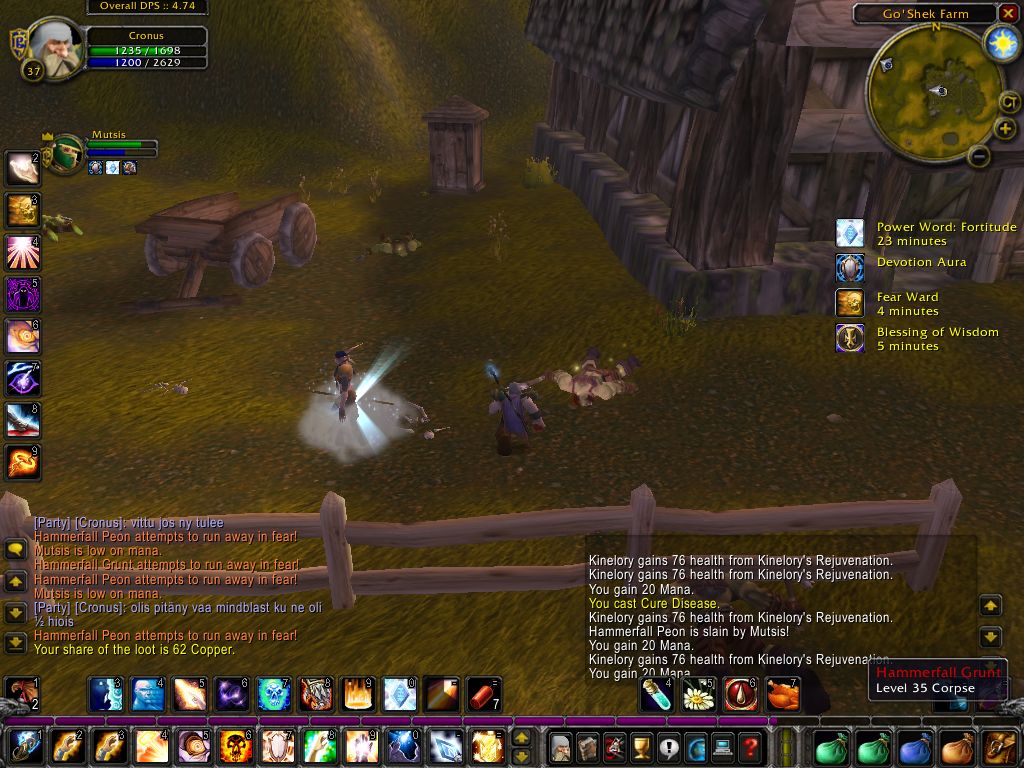 Overall DPS :: 4.74
Go'Shek Farm
Cronus
1235 / 1698
1200 / 2629
37
N
Mutsis
Power Word: Fortitude
23 minutes
Devotion Aura
Fear Ward
4 minutes
Blessing of Wisdom
5 minutes
2
3
4
5
6
7
8
9
[Party] [Cronus]: vittu jos ny tulee
Hammerfall Peon attempts to run away in fear!
Mutsis is low on mana.
Hammerfall Grunt attempts to run away in fear!
Hammerfall Peon attempts to run away in fear!
Mutsis is low on mana.
[Party] [Cronus]: olis pitäny vaa mindblast ku ne oli
½ hiois
Hammerfall Peon attempts to run away in fear!
Your share of the loot is 62 Copper.
Kinelory gains 76 health from Kinelory's Rejuvenation.
Kinelory gains 76 health from Kinelory's Rejuvenation.
You gain 20 Mana.
You cast Cure Disease.
Kinelory gains 76 health from Kinelory's Rejuvenation.
Hammerfall Peon is slain by Mutsis!
You gain 20 Mana.
Kinelory gains 76 health from Kinelory's Rejuvenation.
You gain 20 Mana.
Hammerfall Grunt
Level 35 Corpse